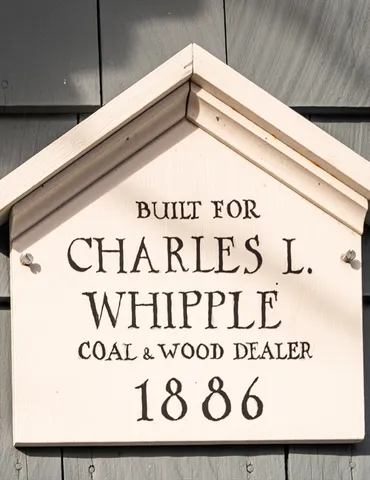 BUILT FOR
CHARLES L.
WHIPPLE
COAL & WOOD DEALER
1886